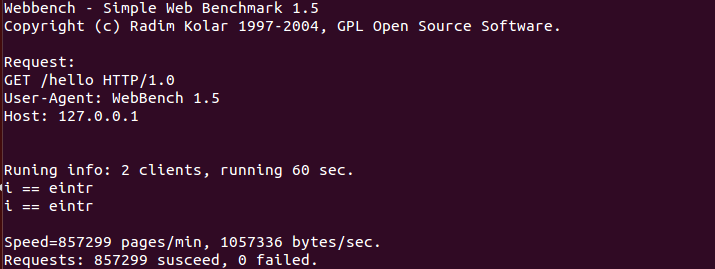 Webbench - Simple Web Benchmark 1.5
Copyright (c) Radim Kolar 1997-2004, GPL Open Source Software.
Request:
GET /hello HTTP/1.0
User-Agent: WebBench 1.5
Host: 127.0.0.1
Runing info: 2 clients, running 60 sec.
i == eintr
i == eintr
Speed=857299 pages/min, 1057336 bytes/sec.
Requests: 857299 susceed, 0 failed.